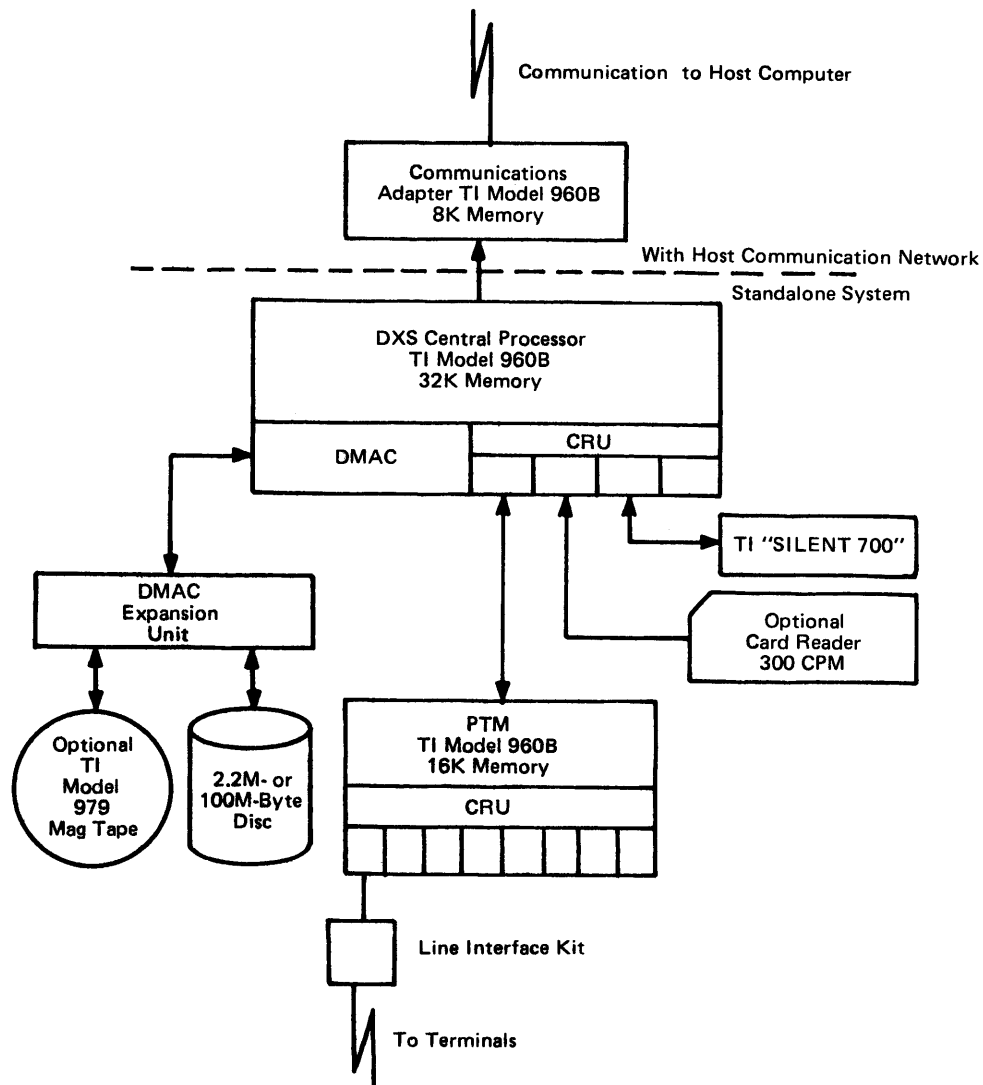 Communication to Host Computer
Communications
Adapter TI Model 960B
8K Memory
With Host Communication Network
Standalone System
DXS Central Processor
TI Model 960B
32K Memory
DMAC
CRU
TI "SILENT 700"
DMAC
Expansion
Unit
Optional
Card Reader
300 CPM
Optional
TI
Model
979
Mag Tape
2.2M- or
100M-Byte
Disc
PTM
TI Model 960B
16K Memory
CRU
Line Interface Kit
To Terminals